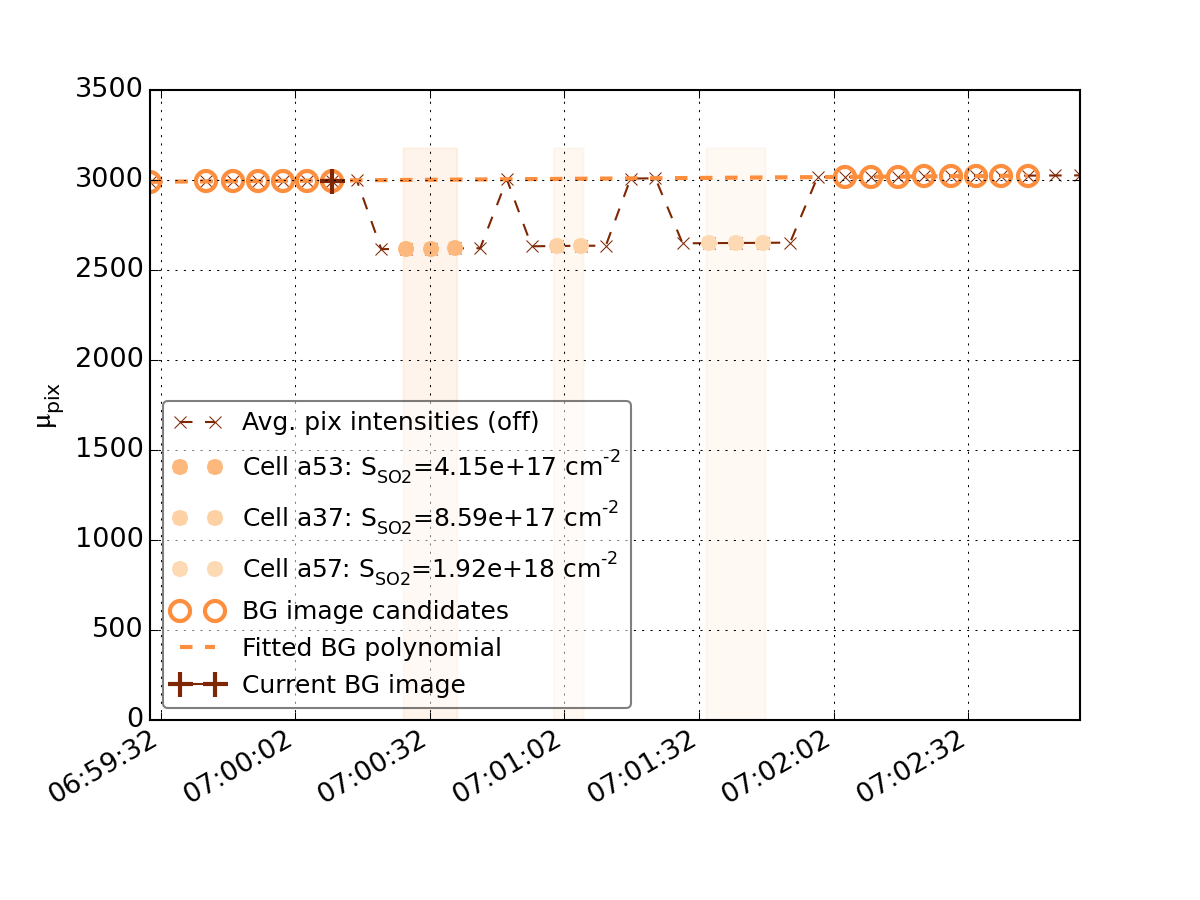 3500
3000
2500
2000
1500
1000
500
0
μpix
Avg. pix intensities (off)
Cell a53: SSO2=4.15e+17 cm-2
Cell a37: SSO2=8.59e+17 cm-2
Cell a57: SSO2=1.92e+18 cm-2
BG image candidates
Fitted BG polynomial
Current BG image
06:59:32
07:00:02
07:00:32
07:01:02
07:01:32
07:02:02
07:02:32